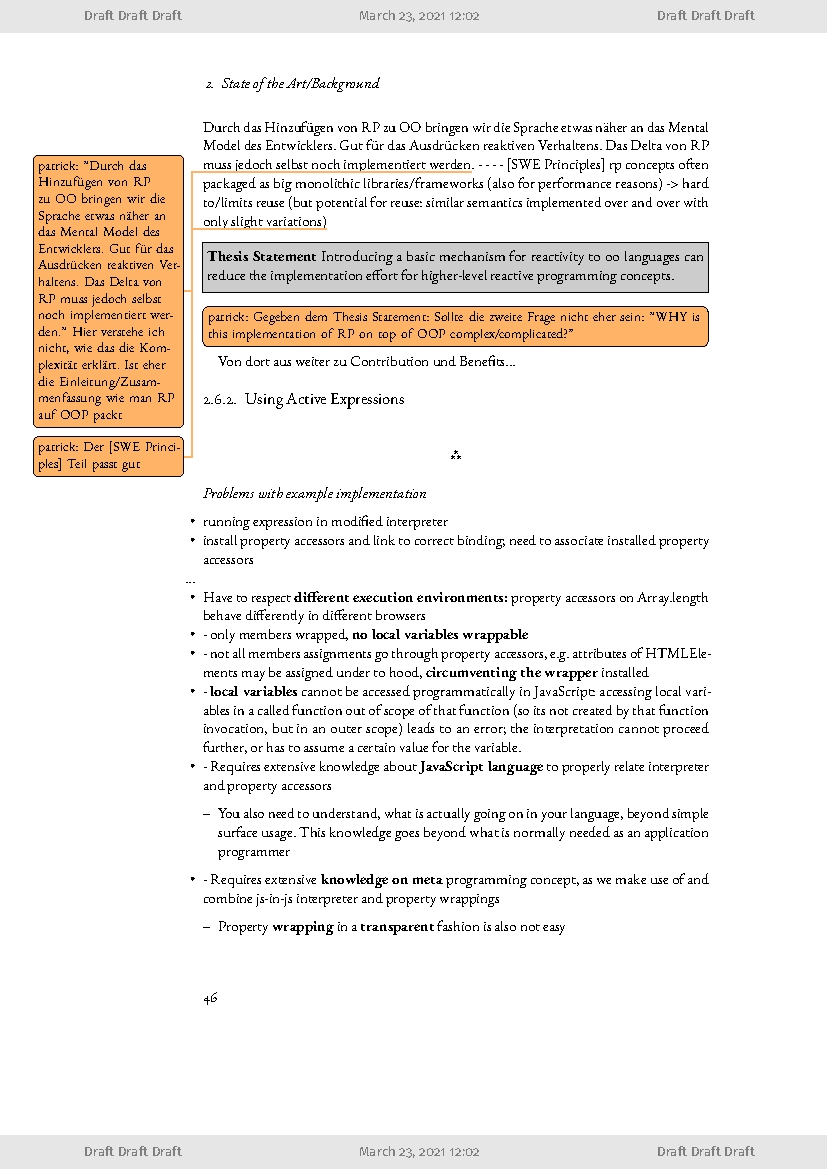 Draft Draft Draft March 23, 2021 12:02 Draft Draft Draft
2. State of the Art/Background
Durch das Hinzufügen von RP zu OO bringen wir die Sprache etwas näher an das Mental
Model des Entwicklers. Gut für das Ausdrücken reaktiven Verhaltens. Das Delta von RP
muss jedoch selbst noch implementiert werden. - - - - [SWE Principles] rp concepts often
packaged as big monolithic libraries/frameworks (also for performance reasons) -> hard
to/limits reuse (but potential for reuse: similar semantics implemented over and over with
only slight variations)
patrick: "Durch das
Hinzufügen von RP
zu OO bringen wir die
Sprache etwas näher an
das Mental Model des
Entwicklers. Gut für das
Ausdrücken reaktiven Ver-
haltens. Das Delta von
RP muss jedoch selbst
noch implementiert wer-
den." Hier verstehe ich
nicht, wie das die Kom-
plexität erklärt. Ist eher
die Einleitung/Zusam-
menfassung wie man RP
auf OOP packt
patrick: Der [SWE Princi-
ples] Teil passt gut
Thesis Statement Introducing a basic mechanism for reactivity to oo languages can
reduce the implementation effort for higher-level reactive programming concepts.
patrick: Gegeben dem Thesis Statement: Sollte die zweite Frage nicht eher sein: "WHY is
this implementation of RP on top of OOP complex/complicated?"
Von dort aus weiter zu Contribution und Benefits...
2.6.2. Using Active Expressions
⁂
Problems with example implementation
• running expression in modified interpreter
• install property accessors and link to correct binding; need to associate installed property
accessors
...
• Have to respect different execution environments: property accessors on Array.length
behave differently in different browsers
• - only members wrapped, no local variables wrappable
• - not all members assignments go through property accessors, e.g. attributes of HTMLEle-
ments may be assigned under to hood, circumventing the wrapper installed
• - local variables cannot be accessed programmatically in JavaScript: accessing local vari-
ables in a called function out of scope of that function (so its not created by that function
invocation, but in an outer scope) leads to an error; the interpretation cannot proceed
further, or has to assume a certain value for the variable.
• - Requires extensive knowledge about JavaScript language to properly relate interpreter
and property accessors
– You also need to understand, what is actually going on in your language, beyond simple
surface usage. This knowledge goes beyond what is normally needed as an application
programmer
• - Requires extensive knowledge on meta programming concept, as we make use of and
combine js-in-js interpreter and property wrappings
– Property wrapping in a transparent fashion is also not easy
46
Draft Draft Draft March 23, 2021 12:02 Draft Draft Draft